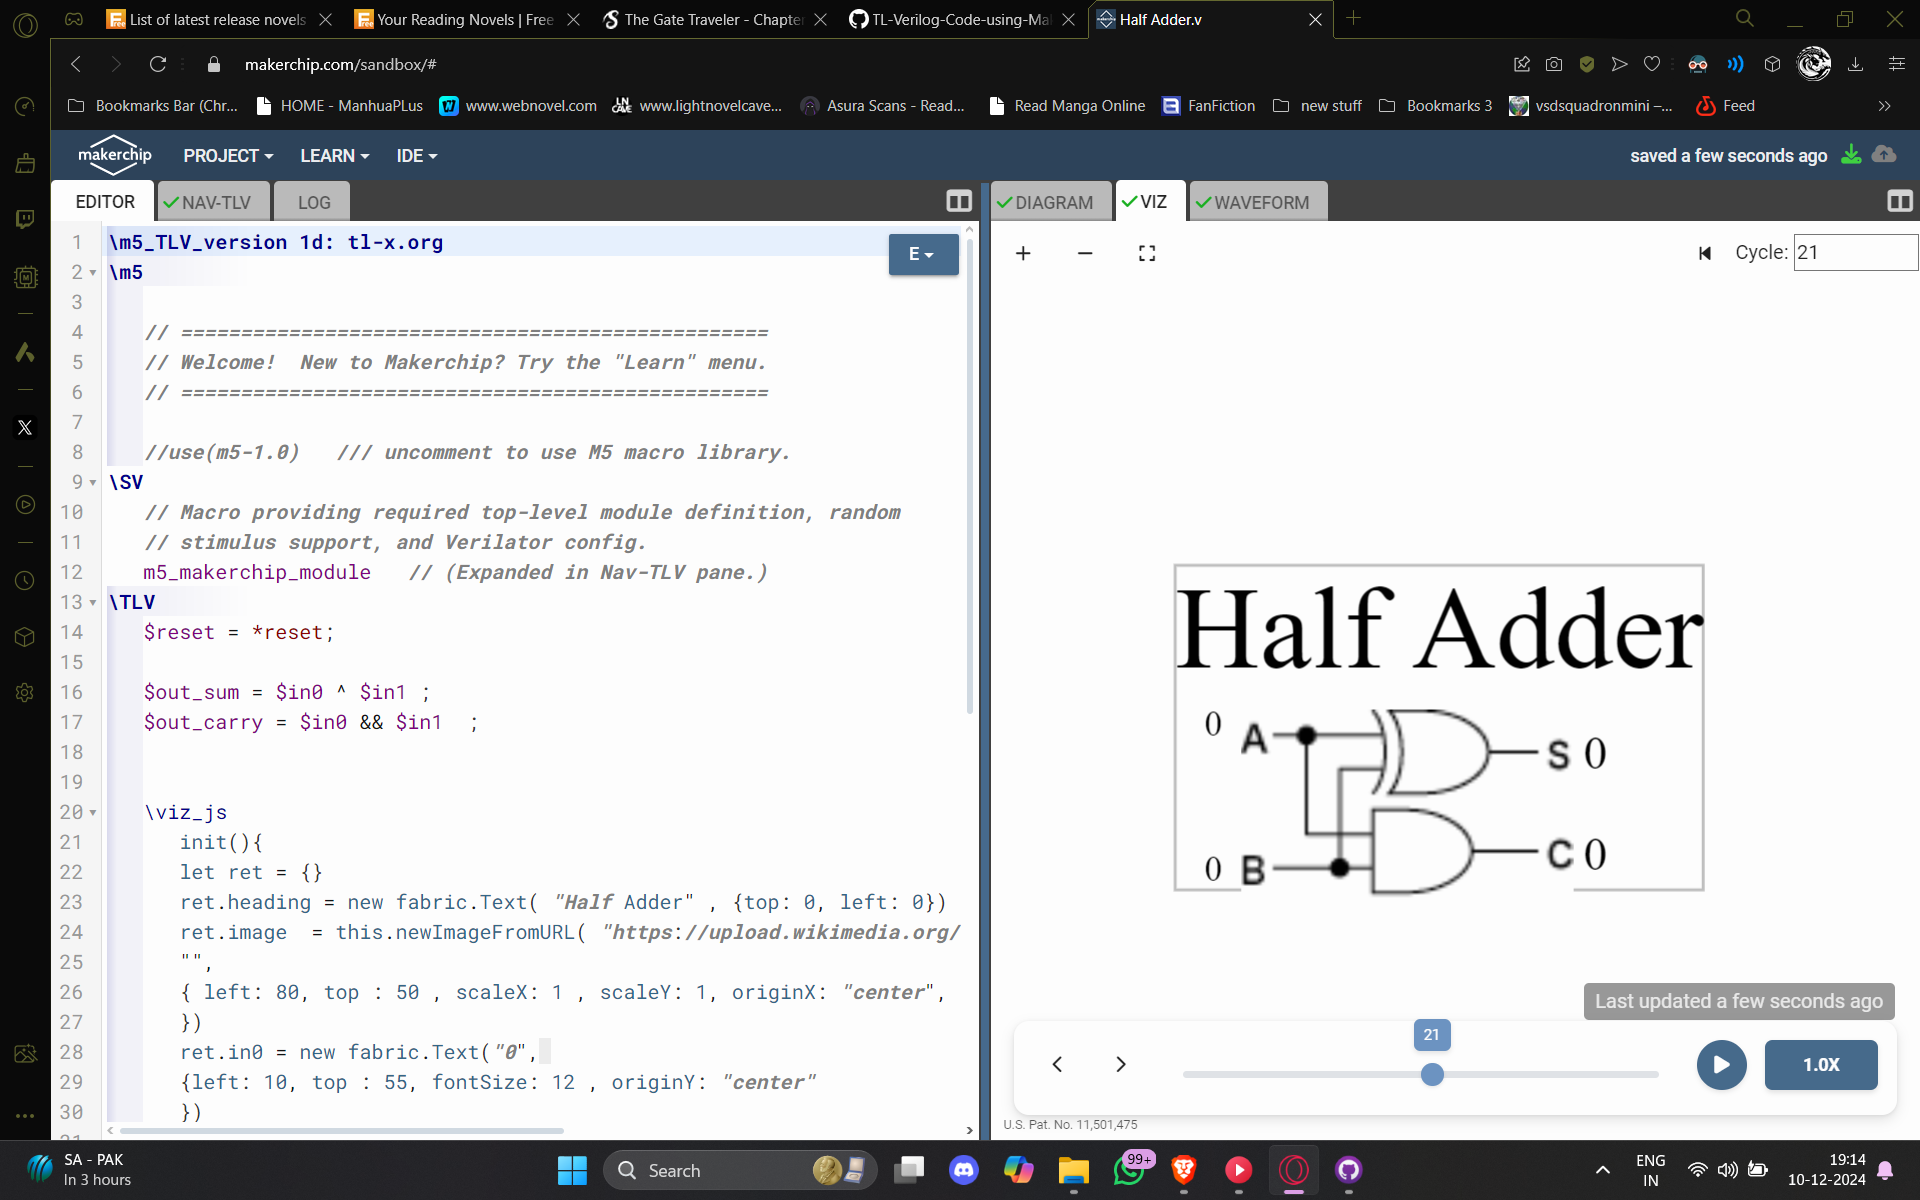 List of latest release novels
Your Reading Novels | Free
The Gate Traveler - Chapter
TL-Verilog-Code-using-Ma
Half Adder.v
makerchip.com/sandbox/#
Bookmarks Bar (Chr...
HOME - ManhuaPLus
www.webnovel.com
www.lightnovelcave...
Asura Scans - Read...
Read Manga Online
FanFiction
new stuff
Bookmarks 3
vsdsquadronmini –...
Feed
makerchip
PROJECT
LEARN
IDE
saved a few seconds ago
EDITOR
NAV-TLV
LOG
DIAGRAM
VIZ
WAVEFORM
E
1 \m5_TLV_version 1d: tl-x.org
2 \m5
3
4 // =================================================
5 // Welcome!  New to Makerchip? Try the "Learn" menu.
6 // =================================================
7
8 //use(m5-1.0)   /// uncomment to use M5 macro library.
9 \SV
10 // Macro providing required top-level module definition, random
11 // stimulus support, and Verilator config.
12 m5_makerchip_module   // (Expanded in Nav-TLV pane.)
13 \TLV
14 $reset = *reset;
15
16 $out_sum = $in0 ^ $in1 ;
17 $out_carry = $in0 && $in1  ;
18
19
20 \viz_js
21 init(){
22 let ret = {}
23 ret.heading = new fabric.Text( "Half Adder" , {top: 0, left: 0})
24 ret.image  = this.newImageFromURL( "https://upload.wikimedia.org/
25 "",
26 { left: 80, top : 50 , scaleX: 1 , scaleY: 1, originX: "center",
27 })
28 ret.in0 = new fabric.Text("0",
29 {left: 10, top : 55, fontSize: 12 , originY: "center"
30 })
Cycle: 21
Half Adder
0 A S 0
0 B C 0
Last updated a few seconds ago
21
1.0X
U.S. Pat. No. 11,501,475
SA - PAK
In 3 hours
Search
99+
ENG
IN
19:14
10-12-2024